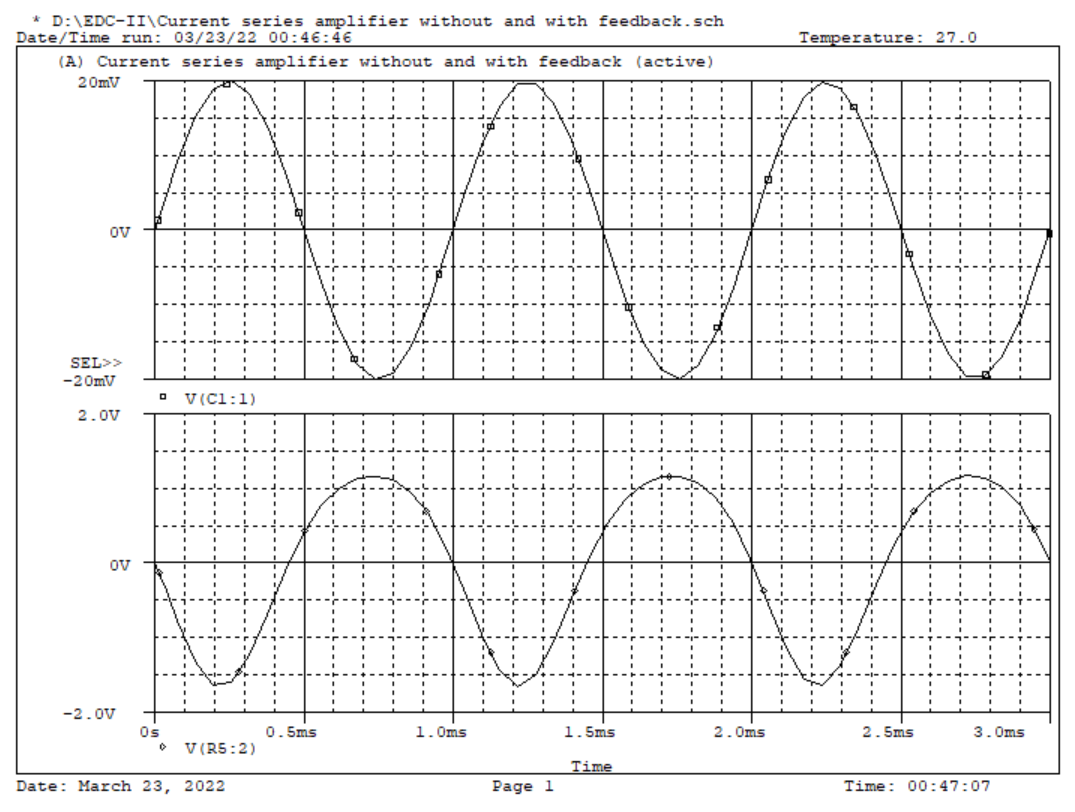 * D:\EDC-II\Current series amplifier without and with feedback.sch
Date/Time run: 03/23/22 00:46:46 Temperature: 27.0
(A) Current series amplifier without and with feedback (active)
20mV
0V
SEL>>
-20mV
V(C1:1)
2.0V
0V
-2.0V
0s 0.5ms 1.0ms 1.5ms 2.0ms 2.5ms 3.0ms
V(R5:2)
Time
Date: March 23, 2022 Page 1 Time: 00:47:07